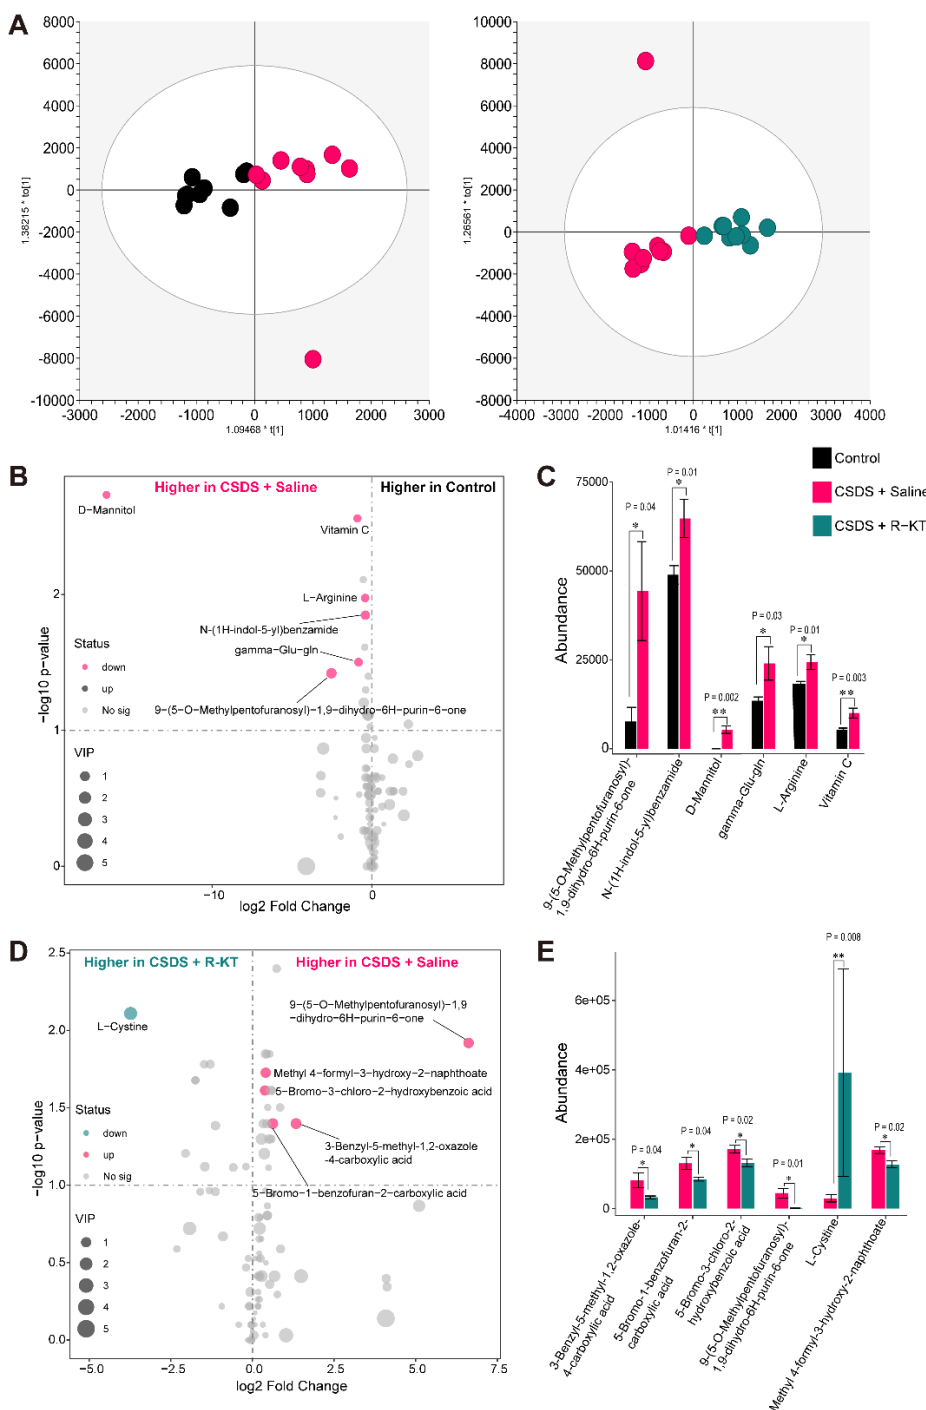 A
8000
6000
4000
2000
0
-2000
-4000
-6000
-8000
-10000
-3000 -2000 -1000 0 1000 2000 3000
1.38215 * to[1]
1.09468 * t[1]
10000
8000
6000
4000
2000
0
-2000
-4000
-6000
-8000
-4000 -3000 -2000 -1000 0 1000 2000 3000 4000
1.26561 * to[1]
1.01416 * t[1]
Control
CSDS + Saline
CSDS + R−KT
B
Higher in CSDS + Saline
Higher in Control
D−Mannitol
Vitamin C
L−Arginine
N−(1H−indol−5−yl)benzamide
gamma−Glu−gln
9−(5−O−Methylpentofuranosyl)−1,9−dihydro−6H−purin−6−one
Status
down
up
No sig
VIP
1
2
3
4
5
2
1
0
−10 0
−log10 p−value
log2 Fold Change
C
75000
50000
25000
0
Abundance
P = 0.04
*
P = 0.01
*
P = 0.002
**
P = 0.03
*
P = 0.01
*
P = 0.003
**
9−(5−O−Methylpentofuranosyl)−
1,9−dihydro−6H−purin−6−one
N−(1H−indol−5−yl)benzamide
D−Mannitol
gamma−Glu−gln
L−Arginine
Vitamin C
D
Higher in CSDS + R−KT
Higher in CSDS + Saline
9−(5−O−Methylpentofuranosyl)−1,9
−dihydro−6H−purin−6−one
L−Cystine
Methyl 4−formyl−3−hydroxy−2−naphthoate
5−Bromo−3−chloro−2−hydroxybenzoic acid
3−Benzyl−5−methyl−1,2−oxazole
−4−carboxylic acid
5−Bromo−1−benzofuran−2−carboxylic acid
Status
down
up
No sig
VIP
1
2
3
4
5
2.5
2.0
1.5
1.0
0.5
0.0
−5.0 −2.5 0 2.5 5.0 7.5
−log10 p−value
log2 Fold Change
E
6e+05
4e+05
2e+05
0
Abundance
P = 0.04
*
P = 0.04
*
P = 0.02
*
P = 0.01
*
P = 0.008
**
P = 0.02
*
3−Benzyl−5−methyl−1,2−oxazole−
4−carboxylic acid
5−Bromo−1−benzofuran−2−
carboxylic acid
5−Bromo−3−chloro−2−
hydroxybenzoic acid
9−(5−O−Methylpentofuranosyl)−
1,9−dihydro−6H−purin−6−one
L−Cystine
Methyl 4−formyl−3−hydroxy−2−naphthoate